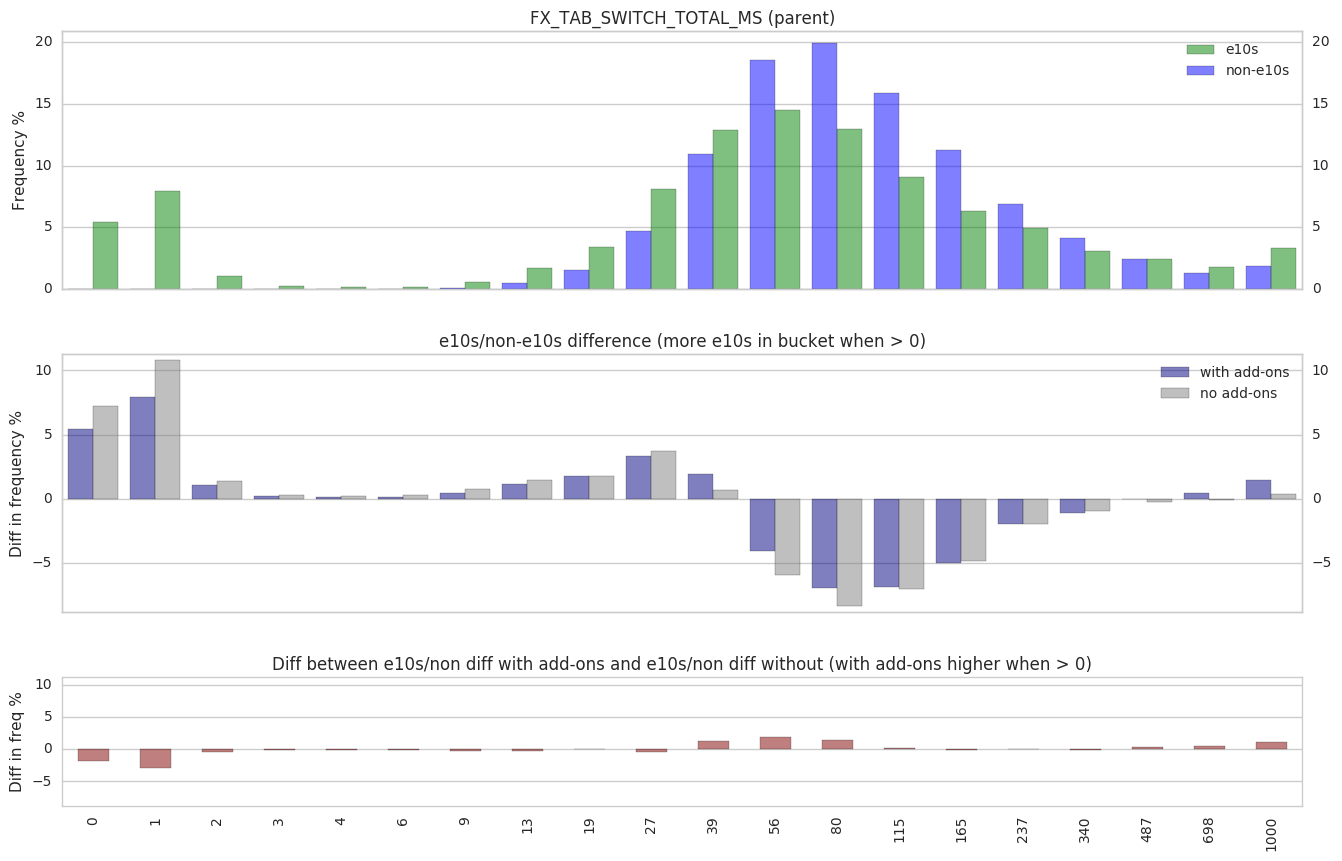 FX_TAB_SWITCH_TOTAL_MS (parent)
20
15
10
5
0
Frequency %
e10s
non-e10s
20
15
10
5
0
e10s/non-e10s difference (more e10s in bucket when > 0)
10
5
0
−5
Diff in frequency %
with add-ons
no add-ons
10
5
0
−5
Diff between e10s/non diff with add-ons and e10s/non diff without (with add-ons higher when > 0)
10
5
0
−5
Diff in freq %
0 1 2 3 4 6 9 13 19 27 39 56 80 115 165 237 340 487 698 1000